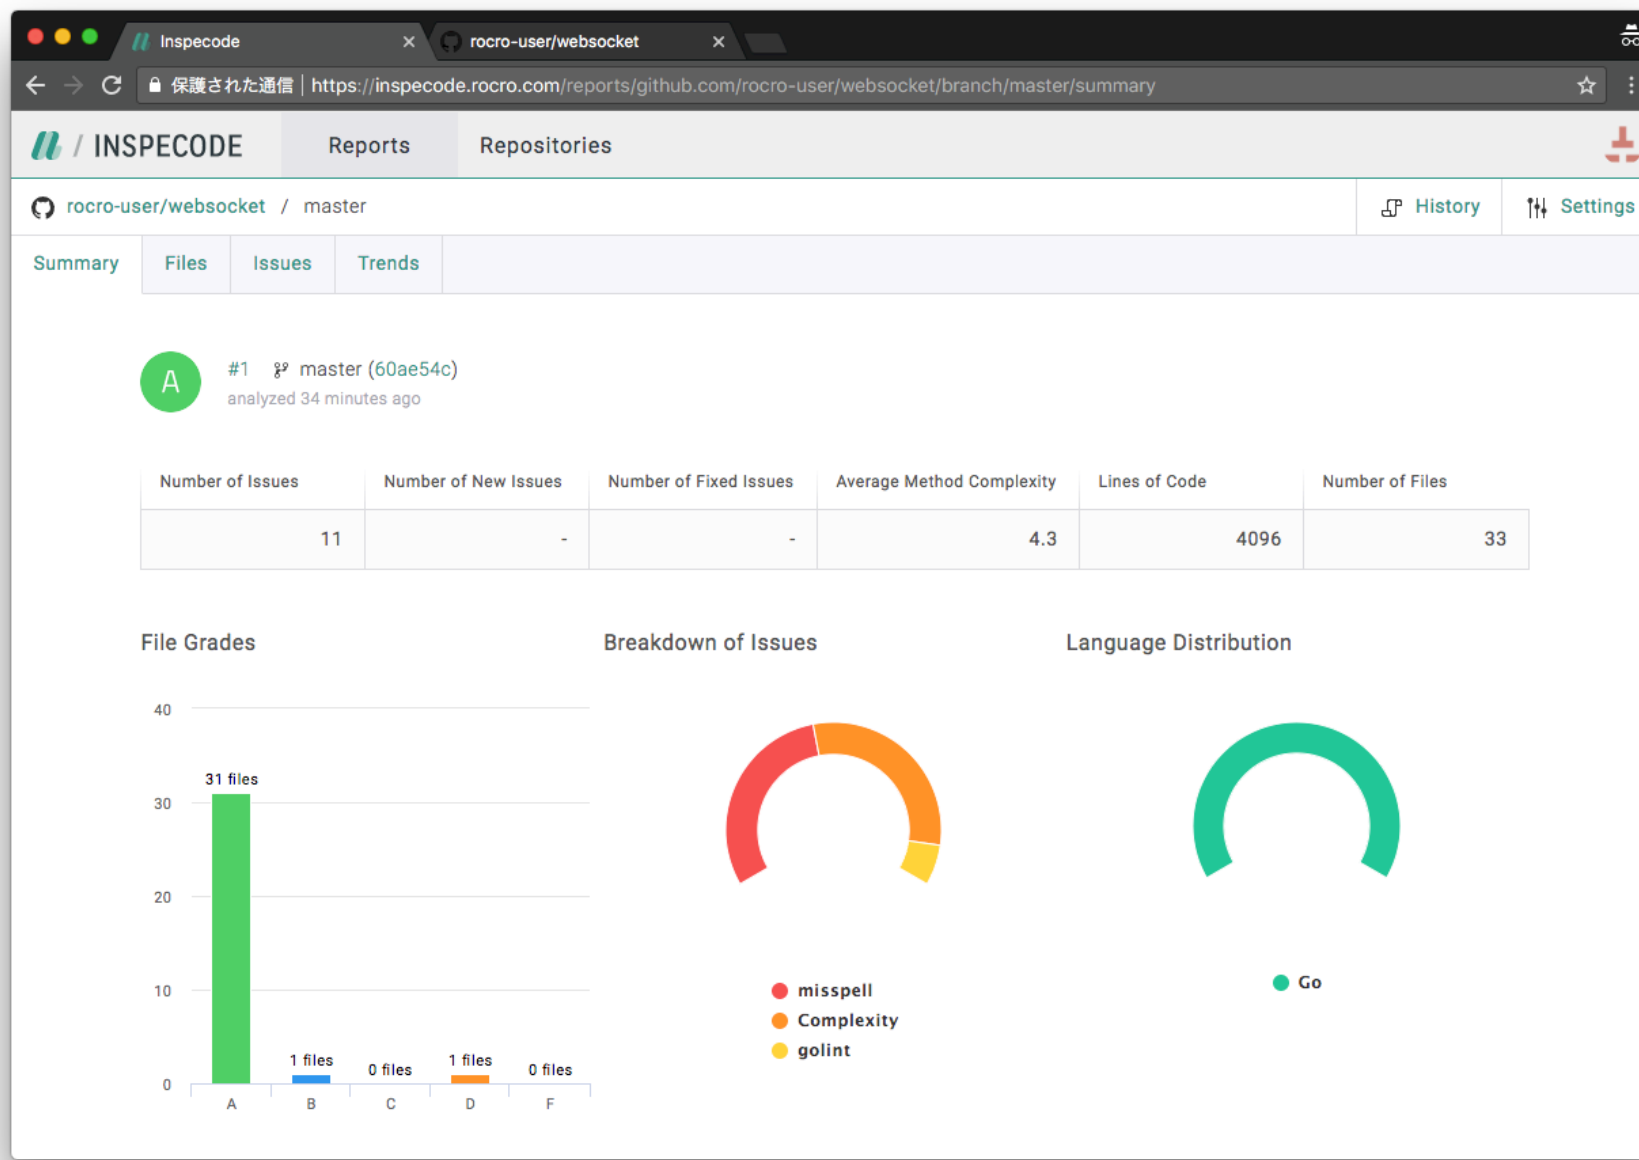 Inspecode × rocro-user/websocket ×
保護された通信 | https://inspecode.rocro.com/reports/github.com/rocro-user/websocket/branch/master/summary
/ INSPECODE Reports Repositories
rocro-user/websocket / master History Settings
Summary Files Issues Trends
A #1 master (60ae54c)
analyzed 34 minutes ago
Number of Issues Number of New Issues Number of Fixed Issues Average Method Complexity Lines of Code Number of Files
11 - - 4.3 4096 33
File Grades Breakdown of Issues Language Distribution
40
31 files
30
20
10
1 files 0 files 1 files 0 files
0
A B C D F
misspell
Complexity
golint
Go